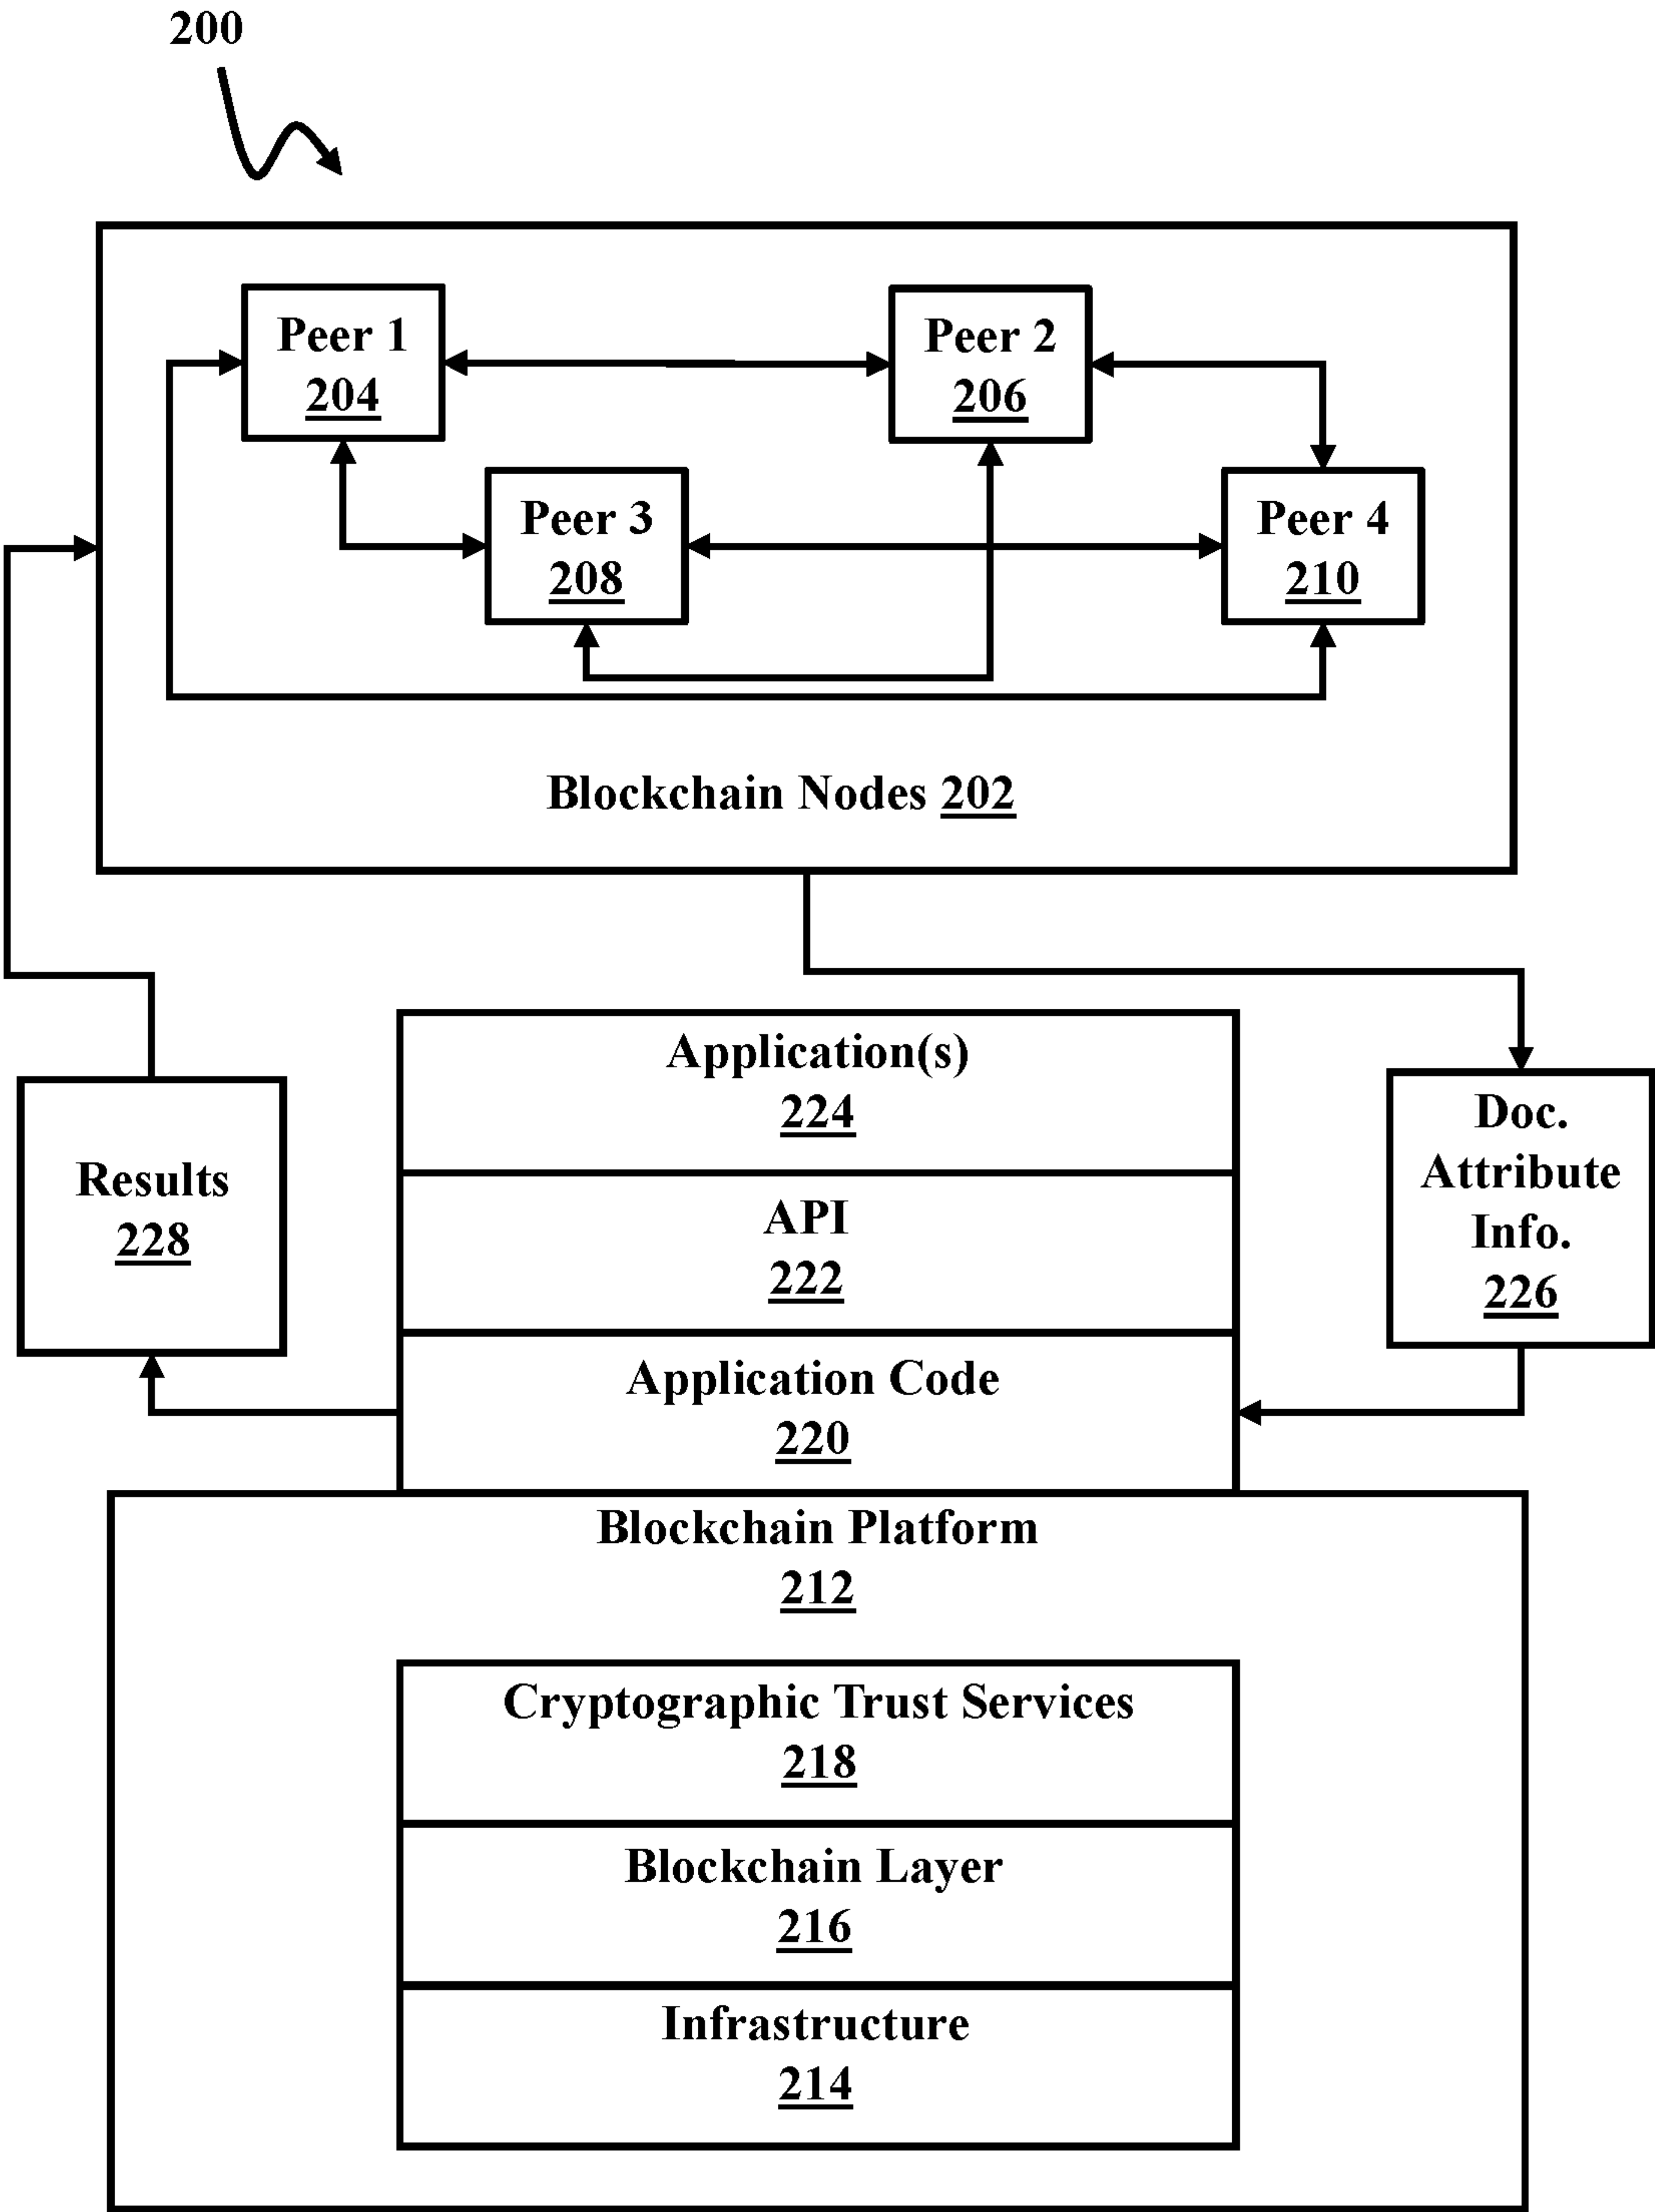 200
Peer 1
204
Peer 2
206
Peer 3
208
Peer 4
210
Blockchain Nodes 202
Application(s)
224
API
222
Application Code
220
Results
228
Doc.
Attribute
Info.
226
Blockchain Platform
212
Cryptographic Trust Services
218
Blockchain Layer
216
Infrastructure
214